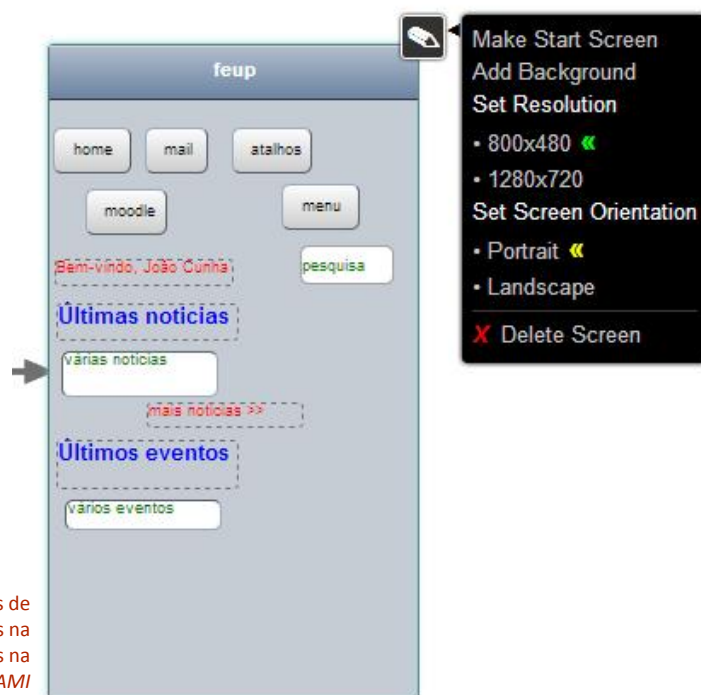 feup
home
mail
atalhos
moodle
menu
Bem-vindo, João Cunha
pesquisa
Últimas noticias
várias noticias
mais noticias >>
Últimos eventos
vários eventos
Make Start Screen
Add Background
Set Resolution
• 800x480 «
• 1280x720
Set Screen Orientation
• Portrait «
• Landscape
X Delete Screen
s de
s na
s na
AMI